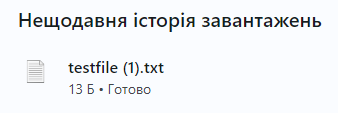 Нещодавня історія завантажень
testfile (1).txt
13 Б • Готово